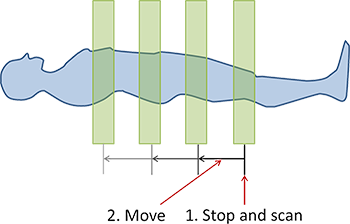 2. Move 1. Stop and scan